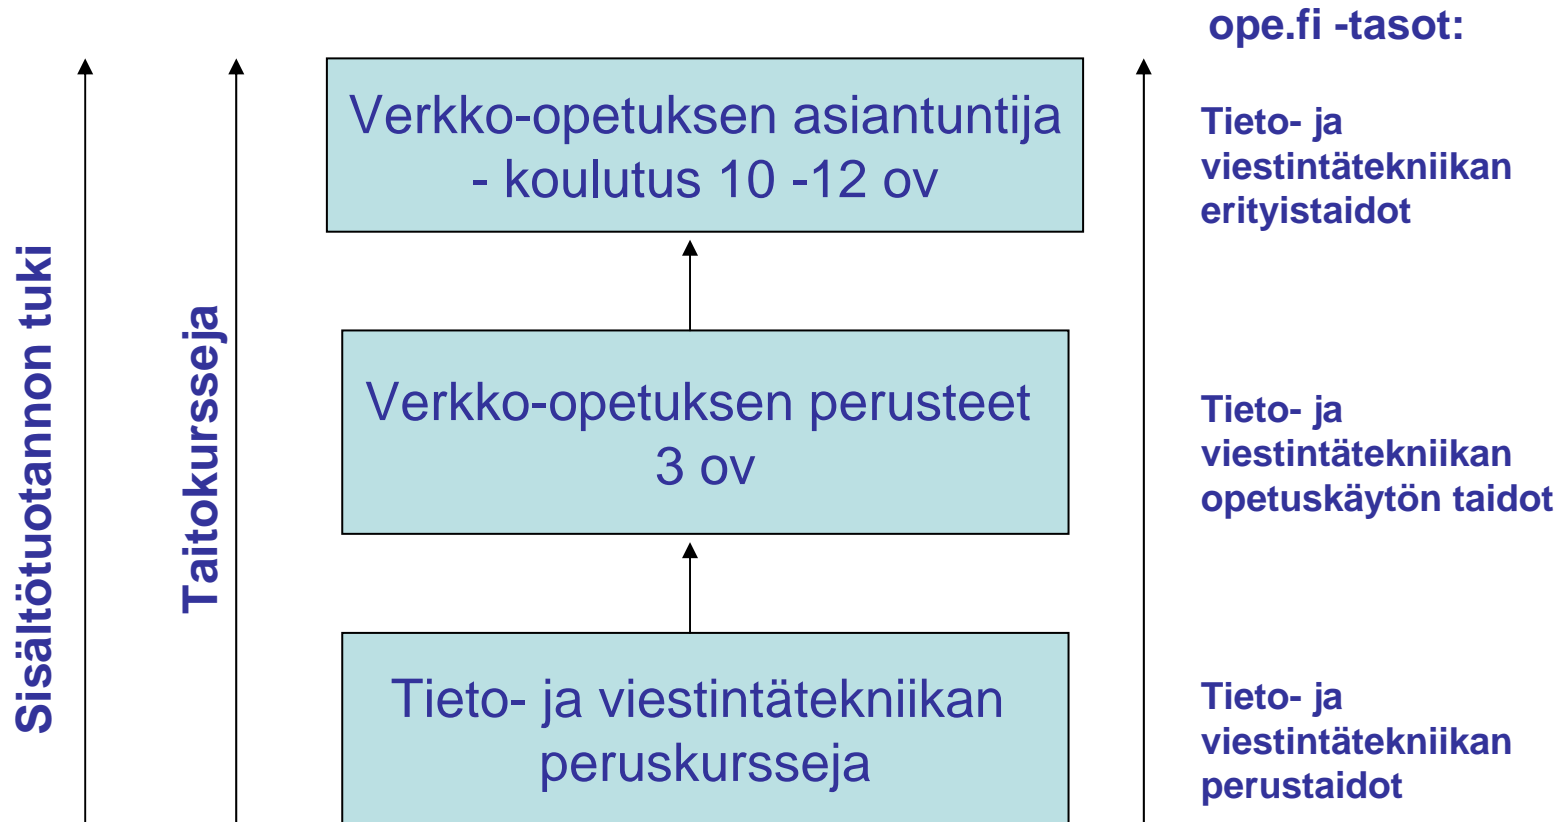 ope.fi -tasot:
Verkko-opetuksen asiantuntija
- koulutus 10 -12 ov
Tieto- ja
viestintätekniikan
erityistaidot
Sisältötuotannon tuki
Taitokursseja
Verkko-opetuksen perusteet
3 ov
Tieto- ja
viestintätekniikan
opetuskäytön taidot
Tieto- ja viestintätekniikan
peruskursseja
Tieto- ja
viestintätekniikan
perustaidot